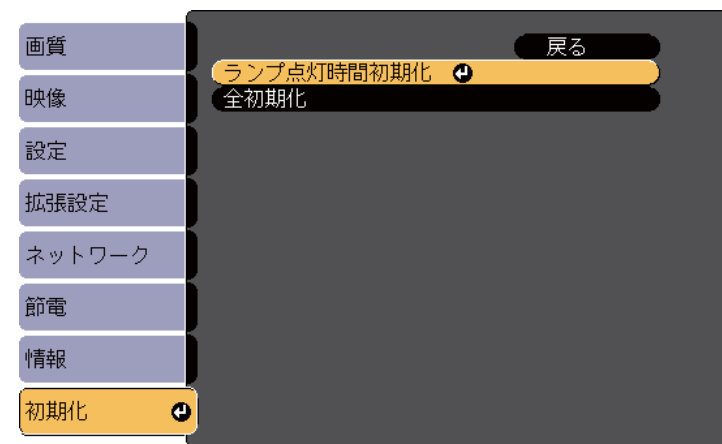 画質
映像
設定
拡張設定
ネットワーク
節電
情報
初期化
戻る
ランプ点灯時間初期化
全初期化